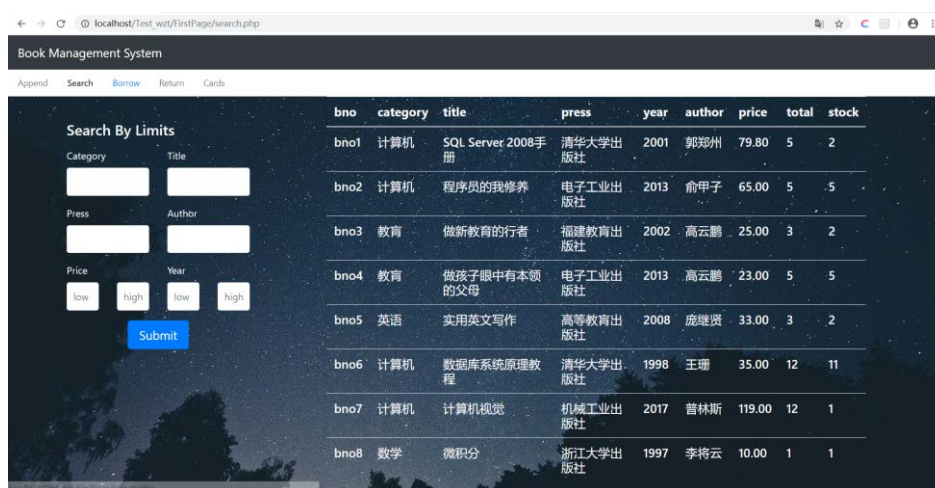 localhost/Test_wzt/FirstPage/search.php
Book Management System
Append Search Borrow Return Cards
Search By Limits
Category Title
Press Author
Price Year
low high low high
Submit
bno category title press year author price total stock
bno1 计算机 SQL Server 2008手 清华大学出 2001 郭郑州 79.80 5 2
册 版社
bno2 计算机 程序员的我修养 电子工业出 2013 俞甲子 65.00 5 5
版社
bno3 教育 做新教育的行者 福建教育出 2002 高云鹏 25.00 3 2
版社
bno4 教育 做孩子眼中有本领 电子工业出 2013 高云鹏 23.00 5 5
的父母 版社
bno5 英语 实用英文写作 高等教育出 2008 庞继贤 33.00 3 2
版社
bno6 计算机 数据库系统原理教 清华大学出 1998 王珊 35.00 12 11
程 版社
bno7 计算机 计算机视觉 机械工业出 2017 普林斯 119.00 12 1
版社
bno8 数学 微积分 浙江大学出 1997 李将云 10.00 1 1
版社